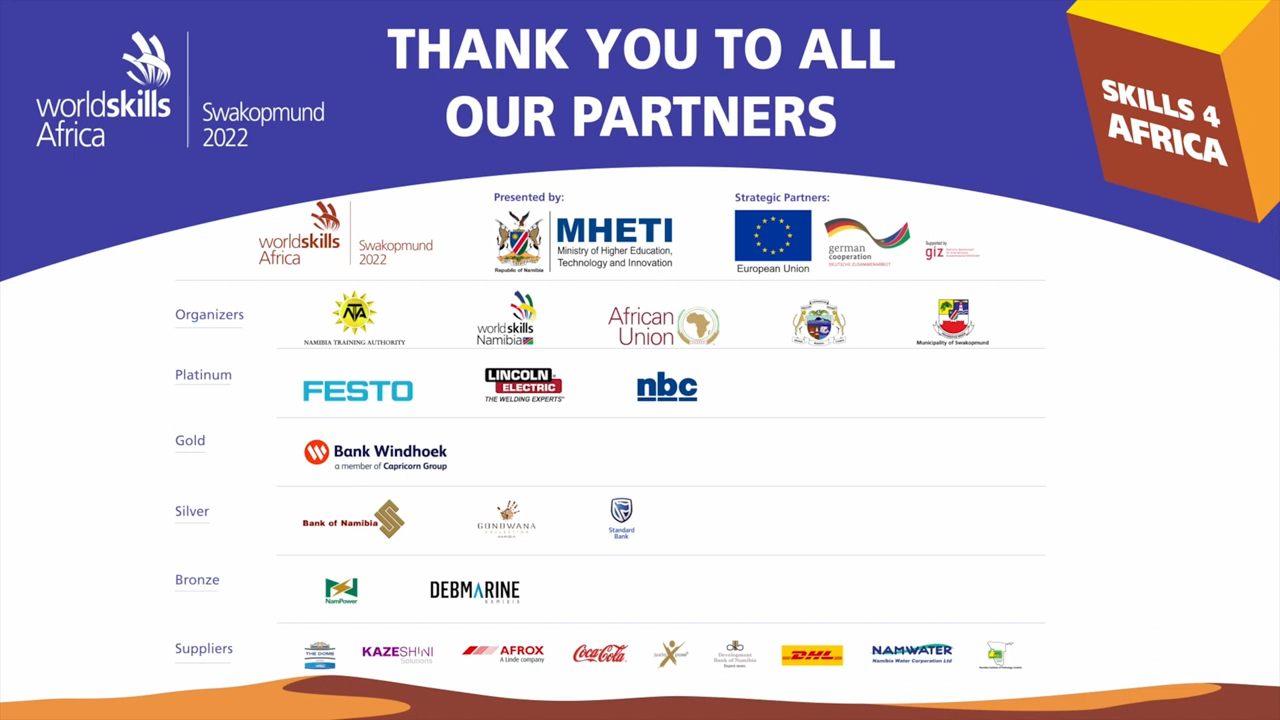 worldskills
Africa
Swakopmund
2022
THANK YOU TO ALL
OUR PARTNERS
SKILLS 4
AFRICA
Presented by:
Strategic Partners:
worldskills
Africa
Swakopmund
2022
Republic of Namibia
MHETI
Ministry of Higher Education,
Technology and Innovation
European Union
german
cooperation
DEUTSCHE ZUSAMMENARBEIT
Supported by
giz
Organizers
NTA
NAMIBIA TRAINING AUTHORITY
worldskills
Namibia
African
Union
Municipality of Swakopmund
Platinum
FESTO
LINCOLN
ELECTRIC
THE WELDING EXPERTS
nbc
Gold
Bank Windhoek
a member of Capricorn Group
Silver
Bank of Namibia
GONDWANA
COLLECTION
NAMIBIA
Standard
Bank
Bronze
NamPower
DEBMARINE
NAMIBIA
Suppliers
THE DOME
KAZESHINI
Solutions
AFROX
A Linde company
Coca-Cola
Development
Bank of Namibia
DHL
NAMWATER
Namibia Water Corporation Ltd